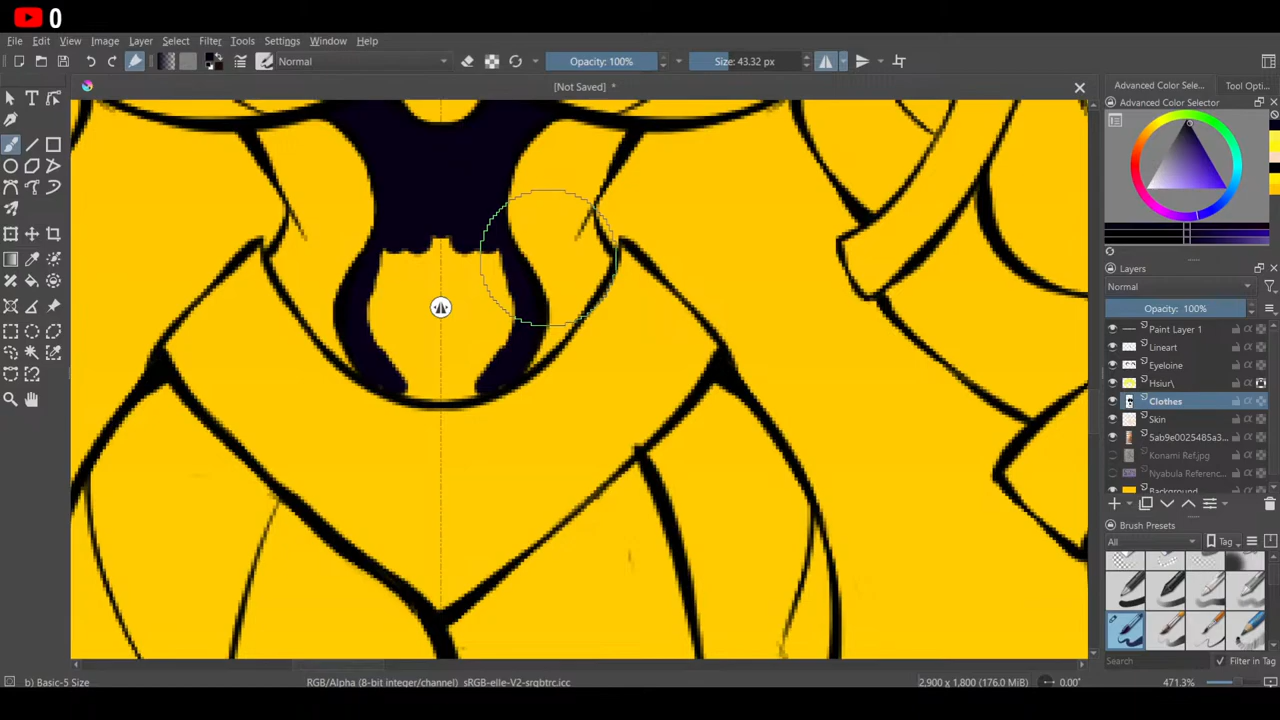 0
File Edit View Image Layer Select Filter Tools Settings Window Help
Normal Opacity: 100% Size: 43.32 px
[Not Saved] *
Advanced Color Sele... Tool Opti...
Advanced Color Selector
Layers
Normal
Opacity: 100%
Paint Layer 1
Lineart
Eyeloine
Hsiur\
Clothes
Skin
5ab9e0025485a3...
Konami Ref.jpg
Nyabula Referenc...
Background
Brush Presets
All Tag
Search Filter in Tag
b) Basic-5 Size RGB/Alpha (8-bit integer/channel) sRGB-elle-V2-srgbtrc.icc 2,900 x 1,800 (176.0 MiB) 0.00° 471.3%